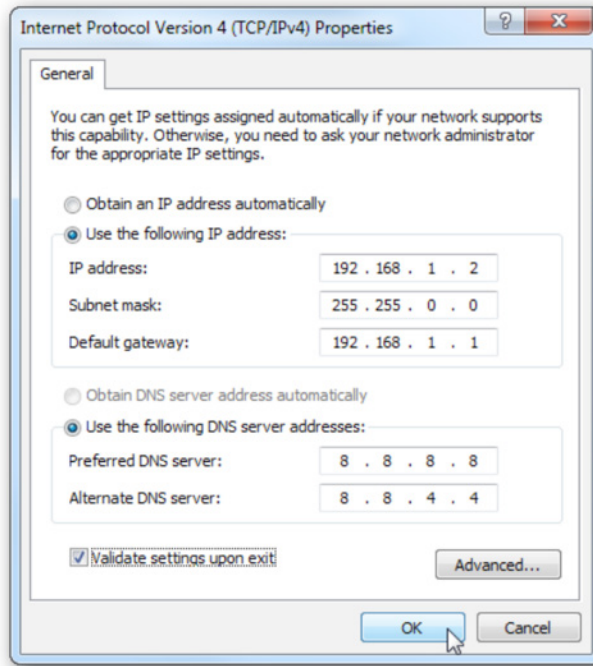 Internet Protocol Version 4 (TCP/IPv4) Properties
General
You can get IP settings assigned automatically if your network supports
this capability. Otherwise, you need to ask your network administrator
for the appropriate IP settings.
Obtain an IP address automatically
Use the following IP address:
IP address: 192 . 168 . 1 . 2
Subnet mask: 255 . 255 . 0 . 0
Default gateway: 192 . 168 . 1 . 1
Obtain DNS server address automatically
Use the following DNS server addresses:
Preferred DNS server: 8 . 8 . 8 . 8
Alternate DNS server: 8 . 8 . 4 . 4
Validate settings upon exit
Advanced...
OK Cancel